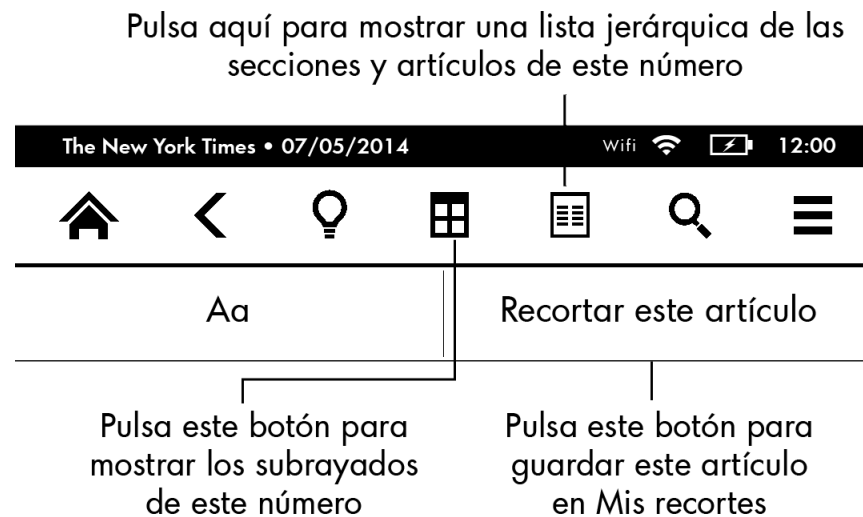 Pulsa aquí para mostrar una lista jerárquica de las
secciones y artículos de este número
The New York Times • 07/05/2014 Wifi 12:00
Aa Recortar este artículo
Pulsa este botón para
mostrar los subrayados
de este número
Pulsa este botón para
guardar este artículo
en Mis recortes